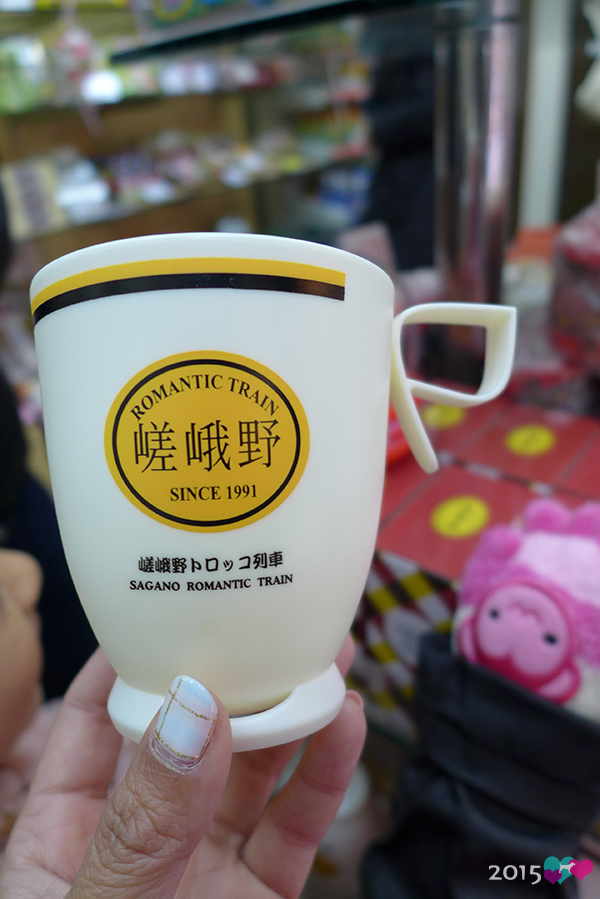 ROMANTIC TRAIN
嵯峨野
SINCE 1991
嵯峨野トロッコ列車
SAGANO ROMANTIC TRAIN
2015